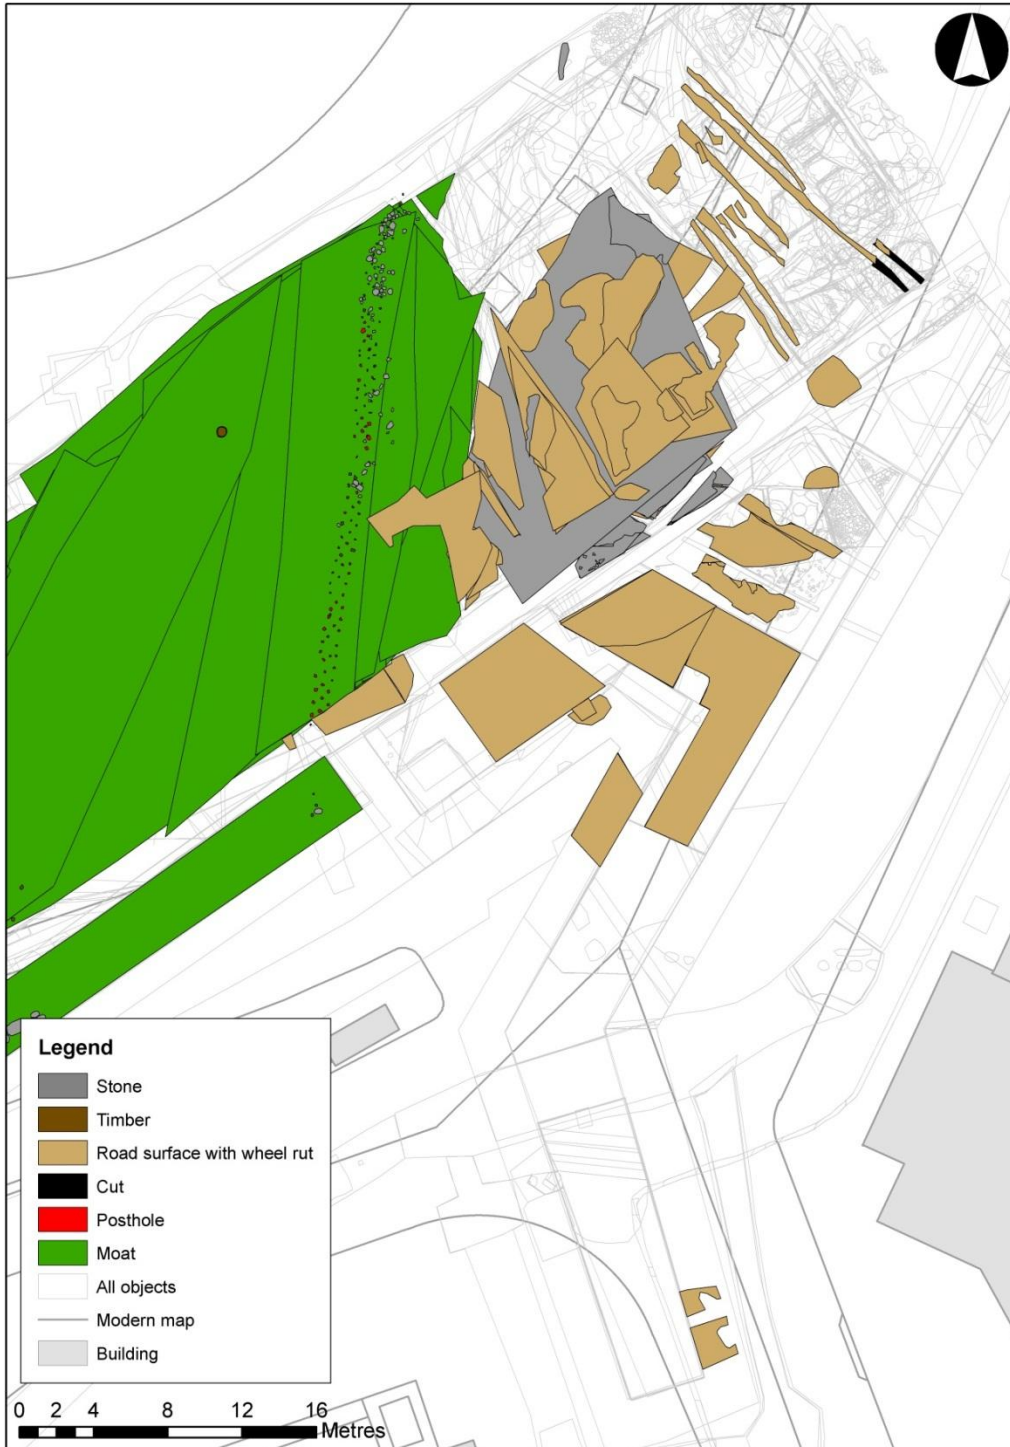 Legend
Stone
Timber
Road surface with wheel rut
Cut
Posthole
Moat
All objects
Modern map
Building
0 2 4 8 12 16
Metres